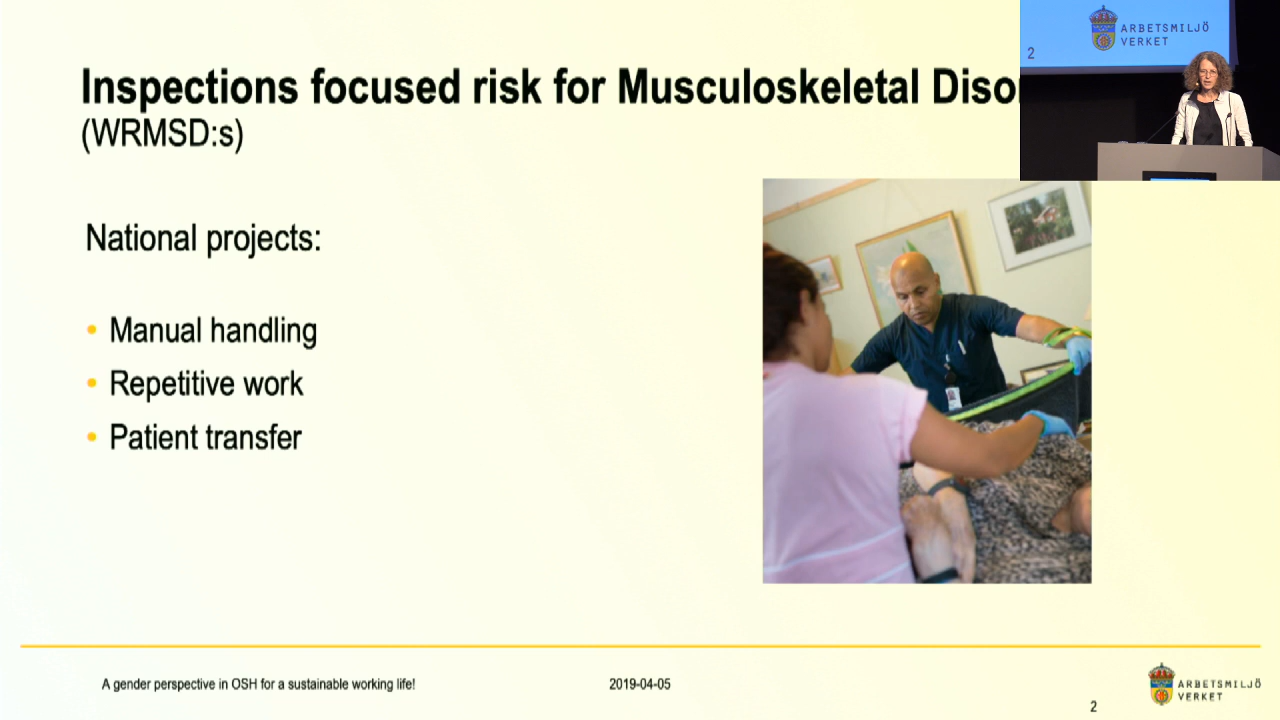 Inspections focused risk for Musculoskeletal
(WRMSD:s)
National projects:
• Manual handling
• Repetitive work
• Patient transfer
A gender perspective in OSH for a sustainable working life!
2019-04-05
2
ARBETSMILJÖ
VERKET
2
ARBETSMILJÖ
VERKET